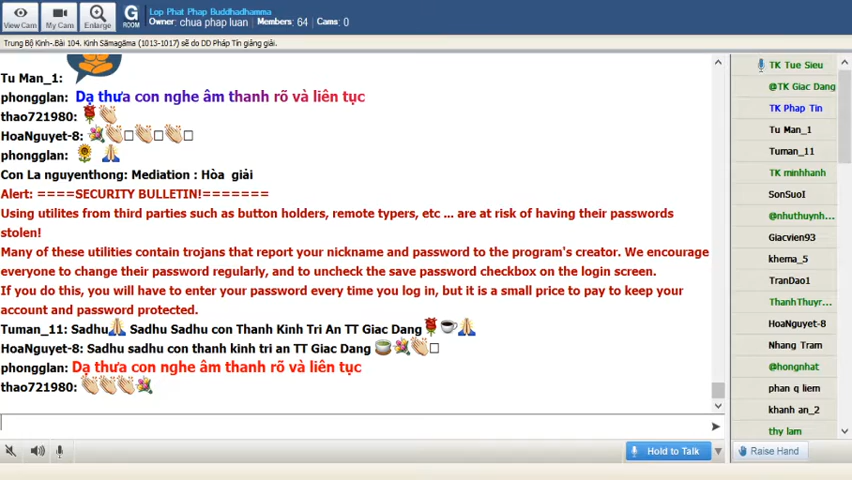 Lop Phat Phap Buddhadhamma
Owner: chua phap luan Members: 64 Cams: 0
View Cam
My Cam
Enlarge
G
ROOM
Trung Bộ Kinh-.Bài 104. Kinh Sāmagāma (1013-1017) sẽ do DD Pháp Tín giảng giải.
Tu Man_1:
phongglan: Dạ thưa con nghe âm thanh rõ và liên tục
thao721980:
HoaNguyet-8:
phongglan:
Con La nguyenthong: Mediation : Hòa giải
Alert: ====SECURITY BULLETIN!=======
Using utilites from third parties such as button holders, remote typers, etc ... are at risk of having their passwords
stolen!
Many of these utilities contain trojans that report your nickname and password to the program's creator. We encourage
everyone to change their password regularly, and to uncheck the save password checkbox on the login screen.
If you do this, you will have to enter your password every time you log in, but it is a small price to pay to keep your
account and password protected.
Tuman_11: Sadhu🙏 Sadhu Sadhu con Thanh Kinh Tri An TT Giac Dang
HoaNguyet-8: Sadhu sadhu con thanh kinh tri an TT Giac Dang
phongglan: Dạ thưa con nghe âm thanh rõ và liên tục
thao721980:
TK Tue Sieu
@TK Giac Dang
TK Phap Tin
Tu Man_1
Tuman_11
TK minhhanh
SonSuoI
@nhuthuynh...
Giacvien93
khema_5
TranDao1
ThanhThuyr...
HoaNguyet-8
Nhang Tram
@hongnhat
phan q liem
khanh an_2
thy lam
Hold to Talk
Raise Hand